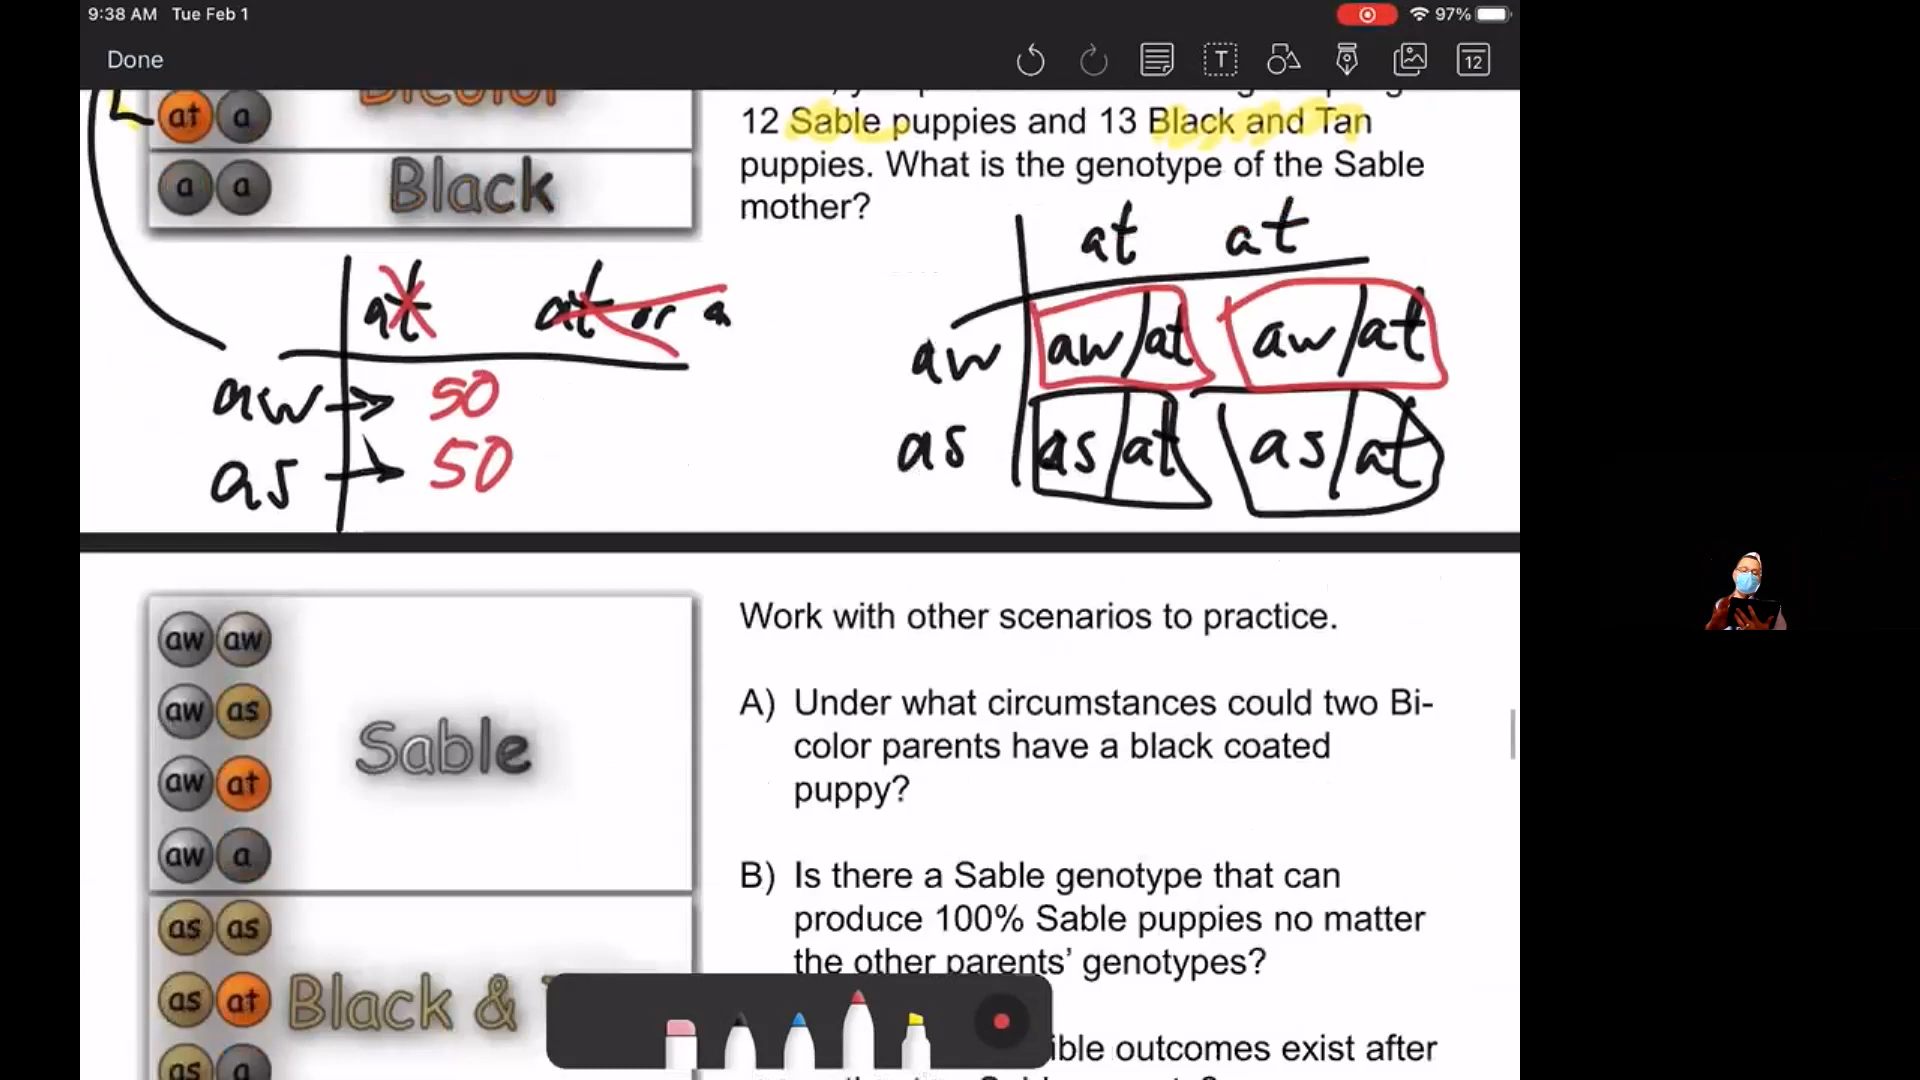 9:38 AM Tue Feb 1
97%
Done
T
12
Bicolor
at a
a a Black
12 Sable puppies and 13 Black and Tan
puppies. What is the genotype of the Sable
mother?
at at or a
aw 50
as 50
at at
aw aw/at aw/at
as as/at as/at
aw aw
aw as
Sable
aw at
aw a
as as
as at Black &
as a
Work with other scenarios to practice.
A) Under what circumstances could two Bi-
color parents have a black coated
puppy?
B) Is there a Sable genotype that can
produce 100% Sable puppies no matter
the other parents' genotypes?
ible outcomes exist after